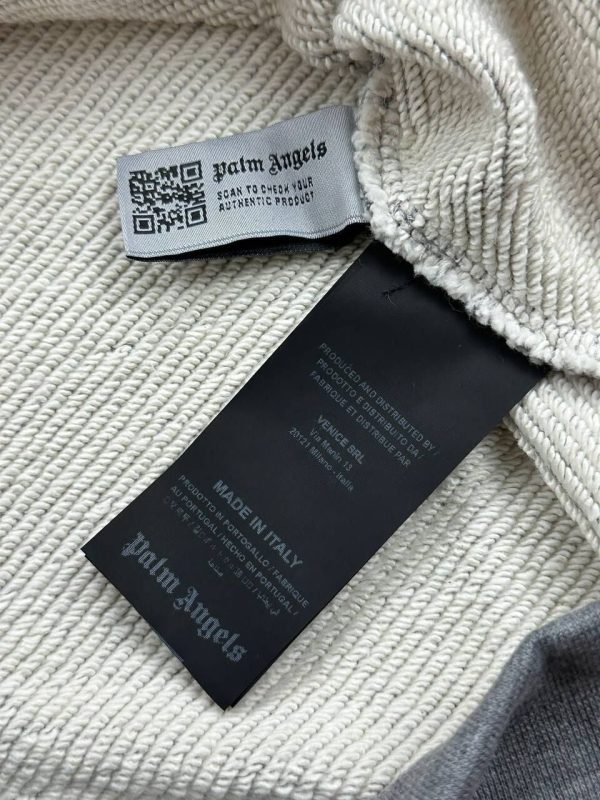 Palm Angels
SCAN TO CHECK YOUR
AUTHENTIC PRODUCT
PRODUCED AND DISTRIBUTED BY /
PRODOTTO E DISTRIBUITO DA /
FABRIQUE ET DISTRIBUE PAR
VENICE SRL
Via Manin 13
20121 Milano - Italia
MADE IN ITALY
PRODOTTO IN PORTOGALLO / FABRIQUE
AU PORTUGAL / HECHO EN PORTUGAL /
Palm Angels